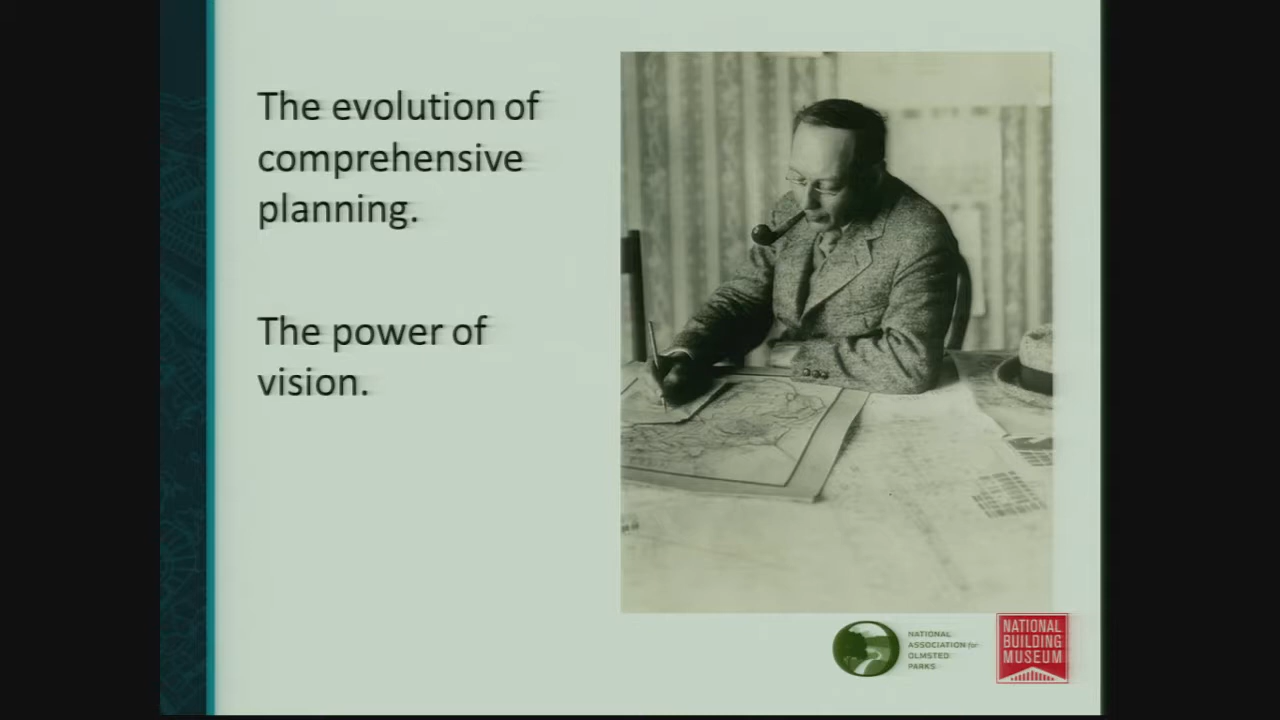 The evolution of
comprehensive
planning.
The power of
vision.
NATIONAL
ASSOCIATION for
OLMSTED
PARKS
NATIONAL
BUILDING
MUSEUM